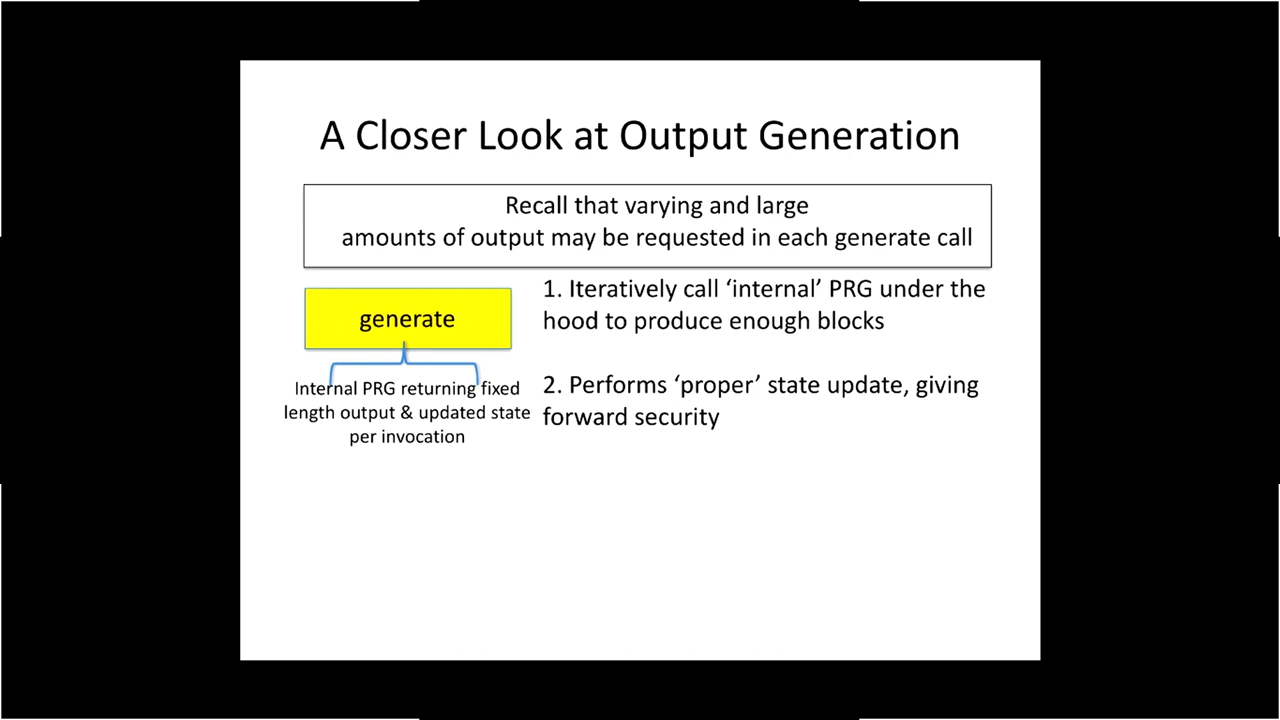 A Closer Look at Output Generation
Recall that varying and large
amounts of output may be requested in each generate call
generate
Internal PRG returning fixed
length output & updated state
per invocation
1. Iteratively call ‘internal’ PRG under the
hood to produce enough blocks
2. Performs ‘proper’ state update, giving
forward security